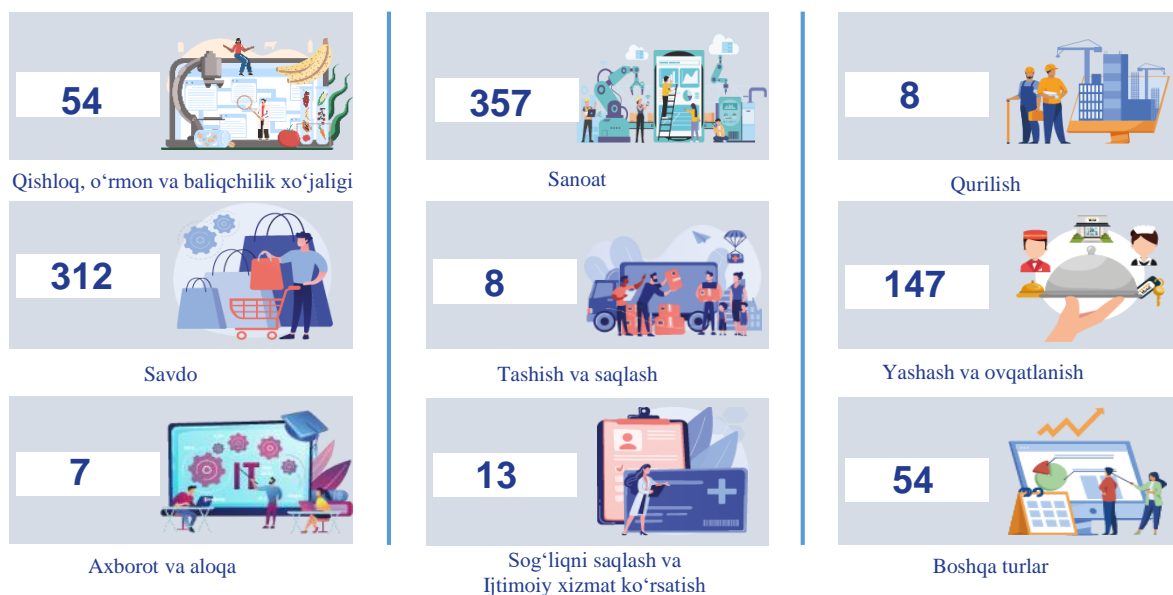 54
357
8
Qishloq, o‘rmon va baliqchilik xo‘jaligi
Sanoat
Qurilish
312
8
147
Savdo
Tashish va saqlash
Yashash va ovqatlanish
7
IT
13
54
Axborot va aloqa
Sog‘liqni saqlash va
Ijtimoiy xizmat ko‘rsatish
Boshqa turlar